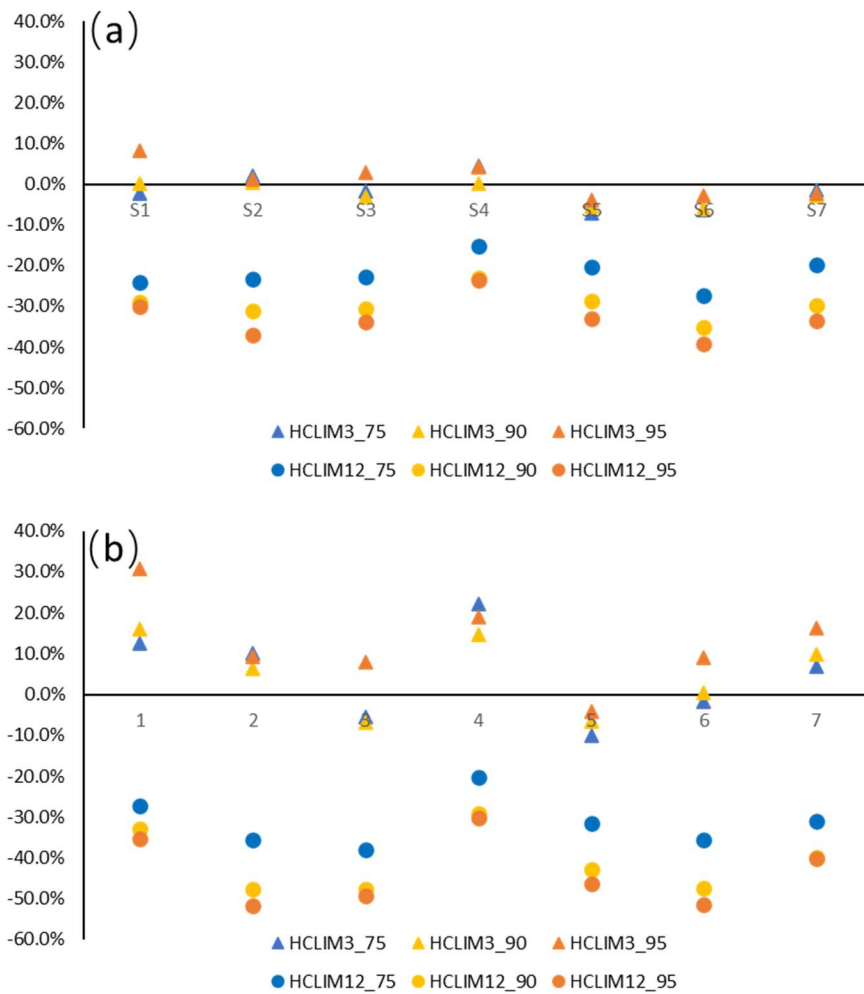 (a)
40.0%
30.0%
20.0%
10.0%
0.0%
S1 S2 S3 S4 S5 S6 S7
-10.0%
-20.0%
-30.0%
-40.0%
-50.0%
-60.0%
HCLIM3_75 HCLIM3_90 HCLIM3_95
HCLIM12_75 HCLIM12_90 HCLIM12_95
(b)
40.0%
30.0%
20.0%
10.0%
0.0%
1 2 3 4 5 6 7
-10.0%
-20.0%
-30.0%
-40.0%
-50.0%
-60.0%
HCLIM3_75 HCLIM3_90 HCLIM3_95
HCLIM12_75 HCLIM12_90 HCLIM12_95